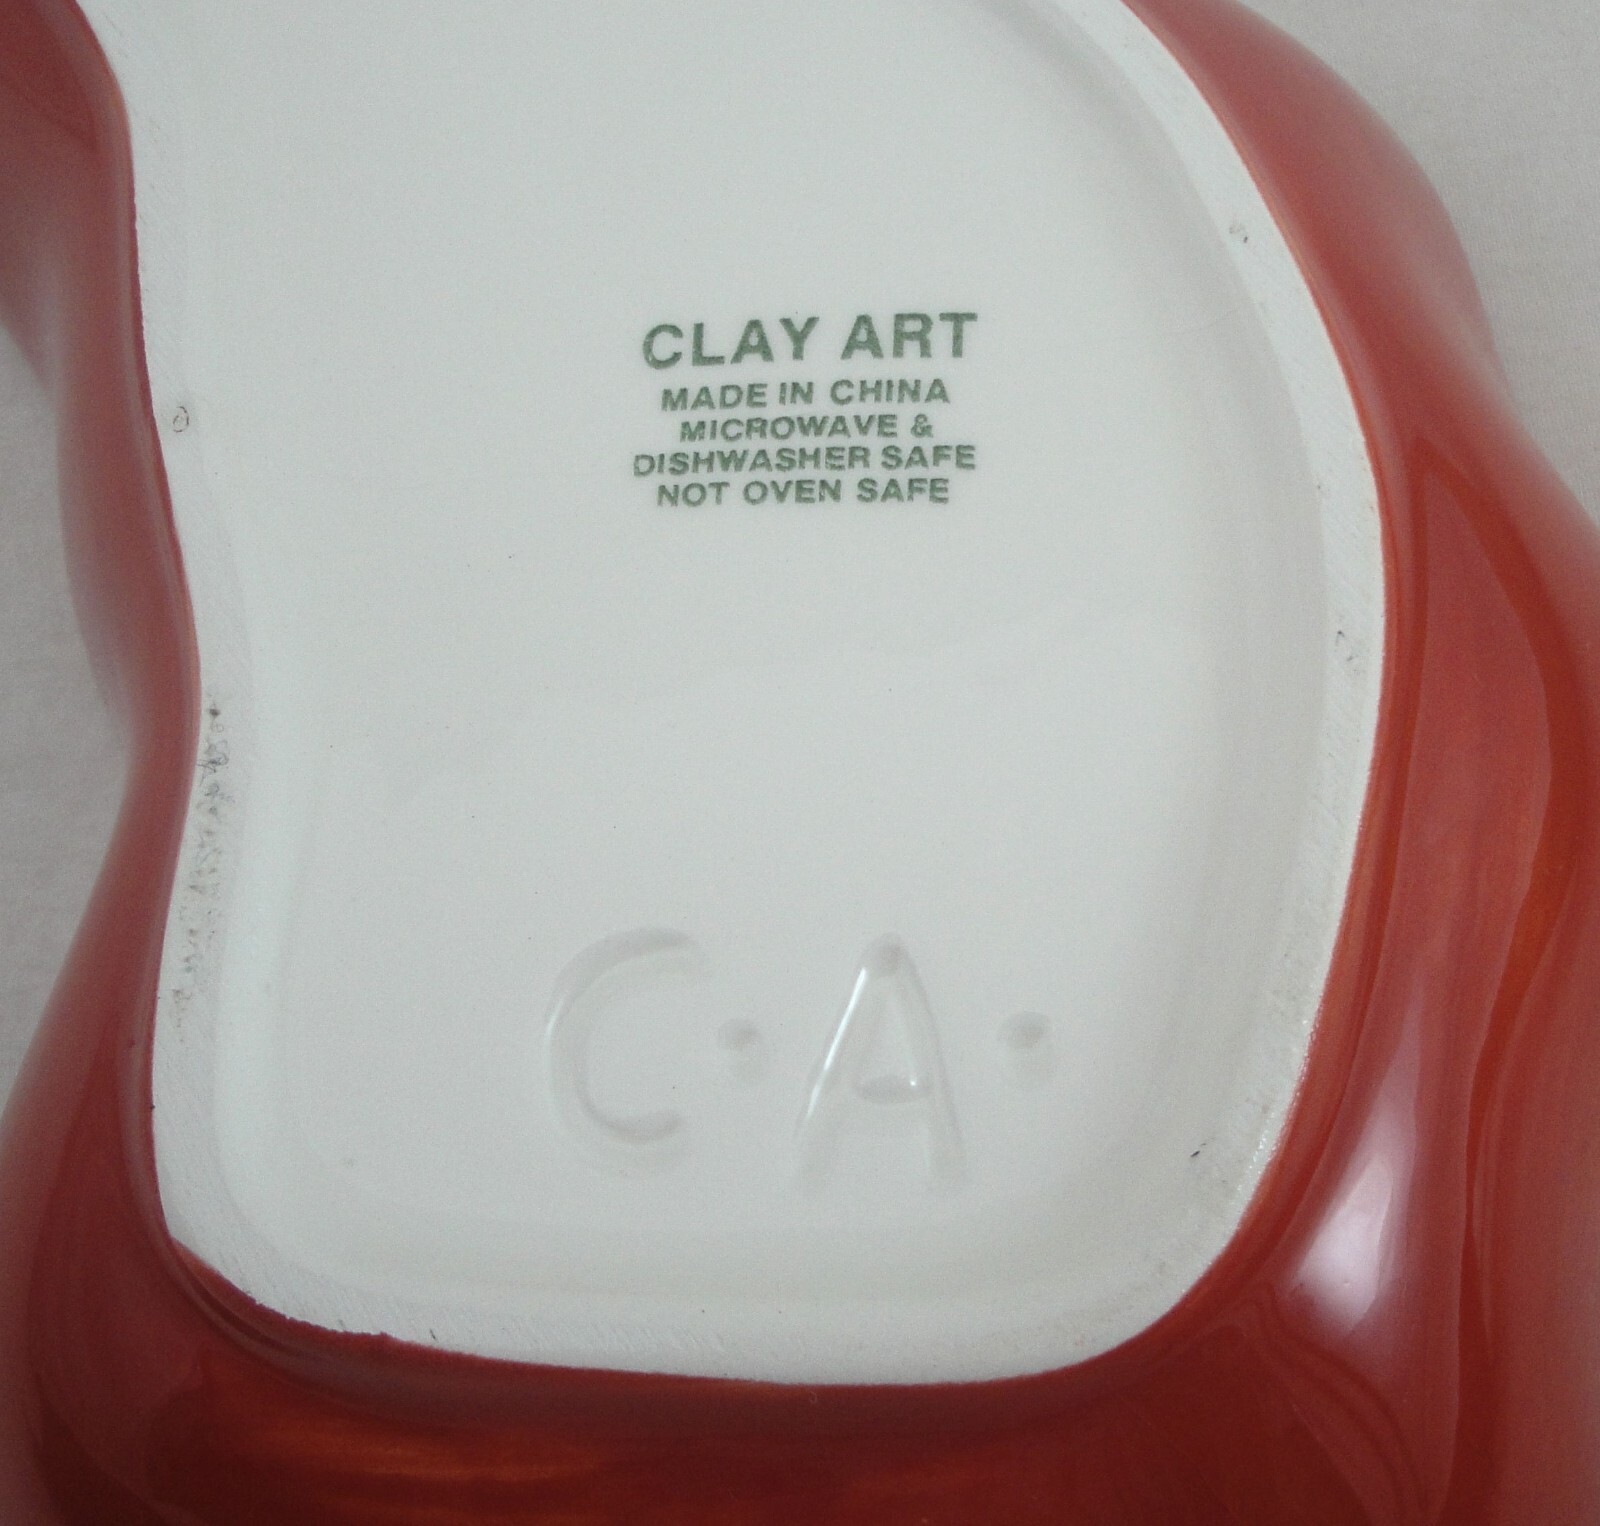 CLAY ART
MADE IN CHINA
MICROWAVE &
DISHWASHER SAFE
NOT OVEN SAFE
C·A·